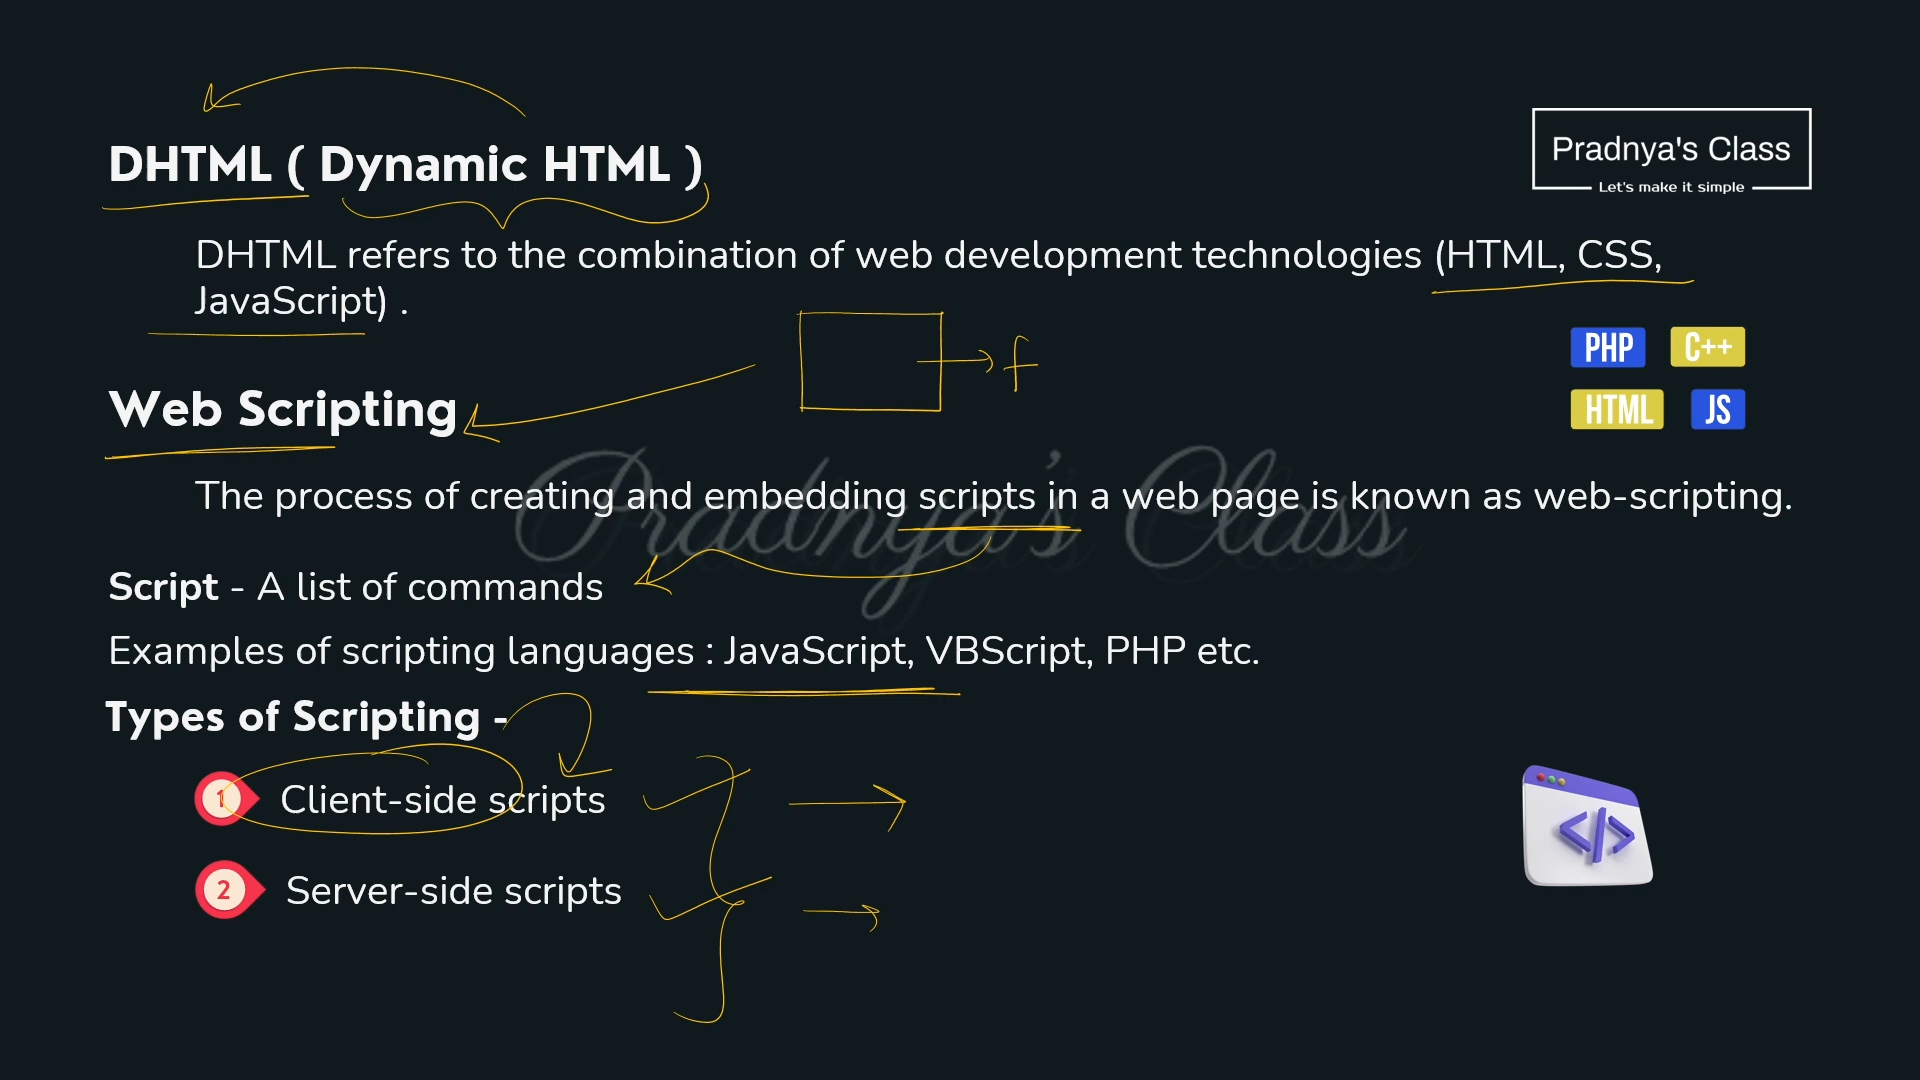 DHTML ( Dynamic HTML )
Pradnya's Class
Let's make it simple
DHTML refers to the combination of web development technologies (HTML, CSS,
JavaScript) .
f
PHP C++
HTML JS
Web Scripting
Pradnya's Class
The process of creating and embedding scripts in a web page is known as web-scripting.
Script - A list of commands
Examples of scripting languages : JavaScript, VBScript, PHP etc.
Types of Scripting -
1 Client-side scripts
2 Server-side scripts
</>